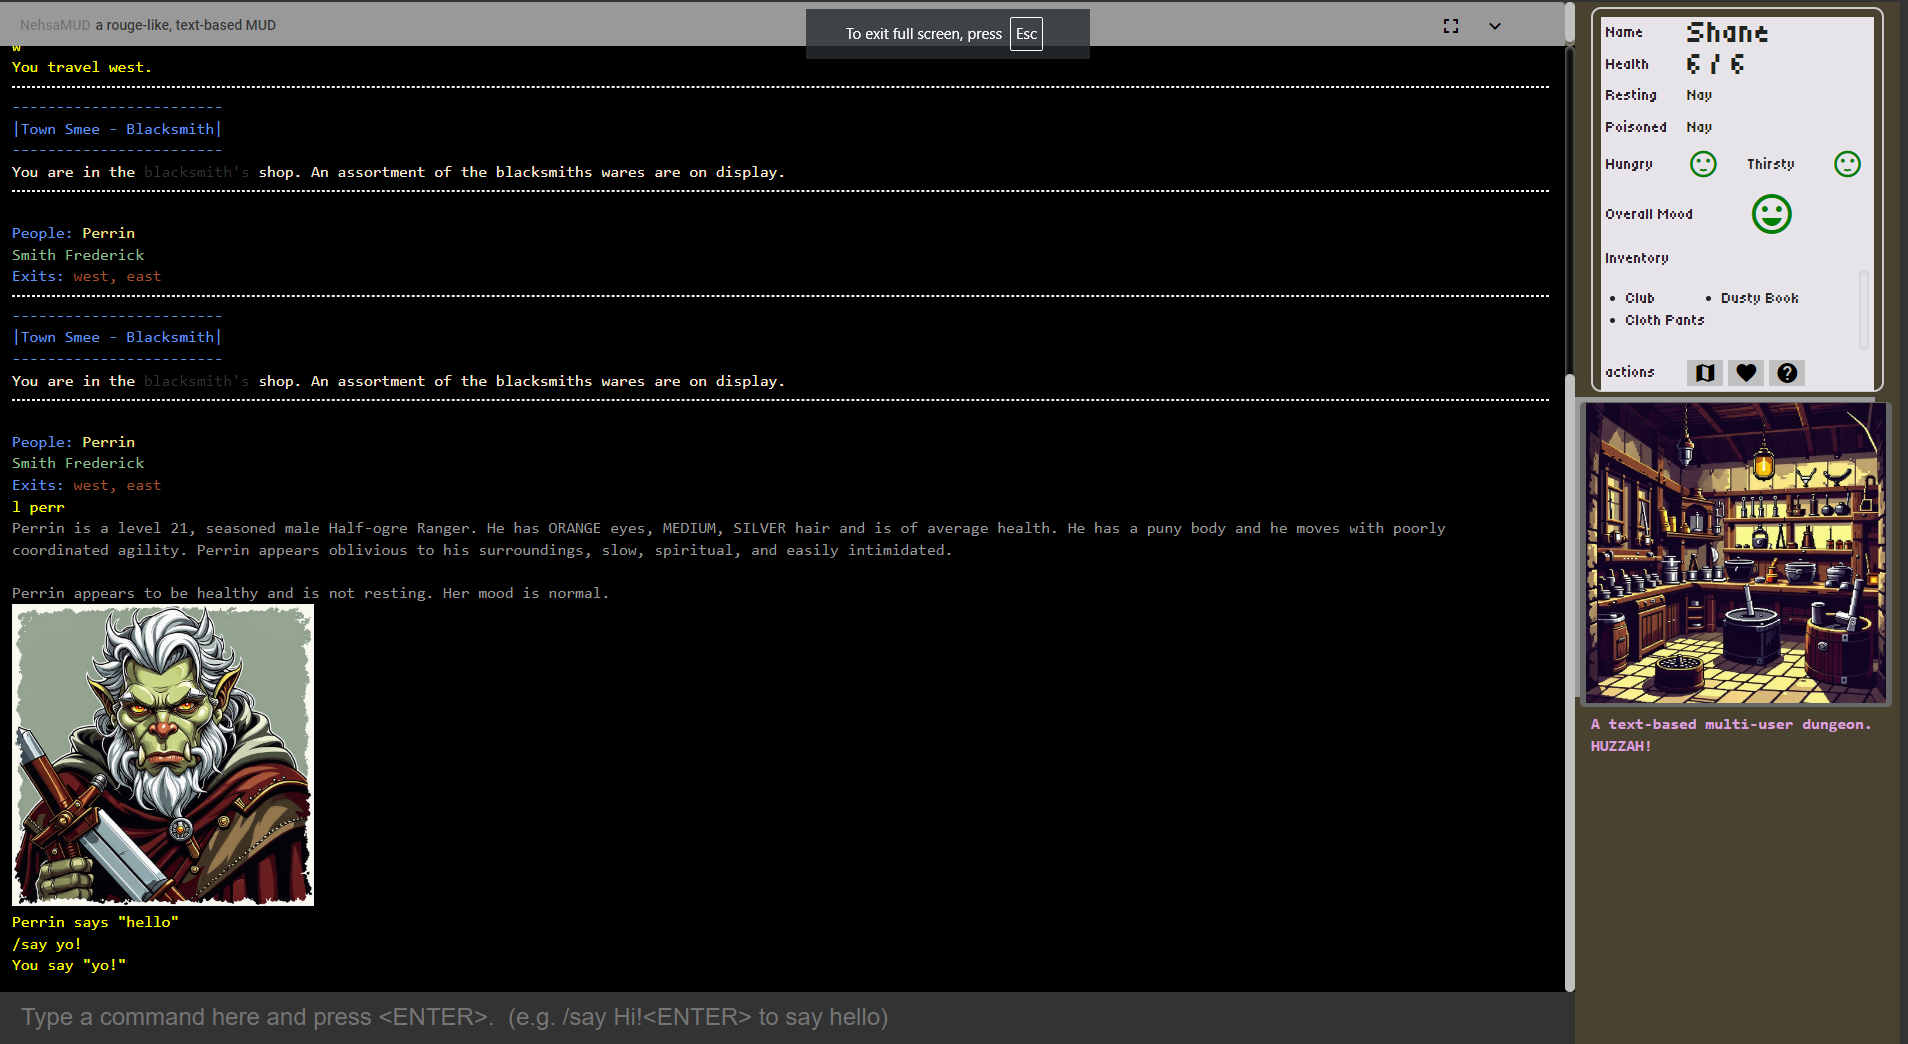 NehsaMUD a rouge-like, text-based MUD
To exit full screen, press Esc
w
You travel west.
------------------------
|Town Smee - Blacksmith|
------------------------
You are in the blacksmith's shop. An assortment of the blacksmiths wares are on display.
People: Perrin
Smith Frederick
Exits: west, east
------------------------
|Town Smee - Blacksmith|
------------------------
You are in the blacksmith's shop. An assortment of the blacksmiths wares are on display.
People: Perrin
Smith Frederick
Exits: west, east
l perr
Perrin is a level 21, seasoned male Half-ogre Ranger. He has ORANGE eyes, MEDIUM, SILVER hair and is of average health. He has a puny body and he moves with poorly
coordinated agility. Perrin appears oblivious to his surroundings, slow, spiritual, and easily intimidated.
Perrin appears to be healthy and is not resting. Her mood is normal.
Perrin says "hello"
/say yo!
You say "yo!"
Type a command here and press <ENTER>.  (e.g. /say Hi!<ENTER> to say hello)
Name Shane
Health 6 / 6
Resting Nay
Poisoned Nay
Hungry Thirsty
Overall Mood
Inventory
• Club • Dusty Book
• Cloth Pants
actions
A text-based multi-user dungeon.
HUZZAH!